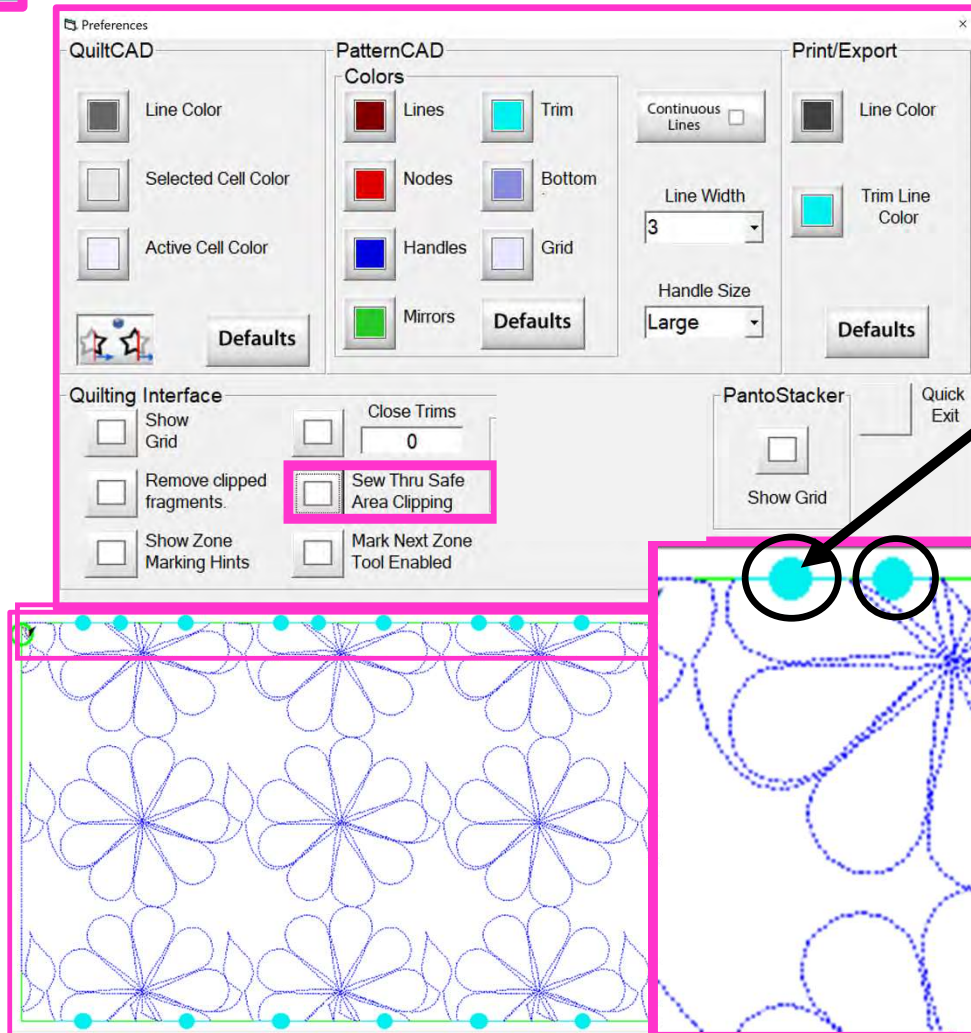 Preferences
×
QuiltCAD
Line Color
Selected Cell Color
Active Cell Color
Defaults
PatternCAD
Colors
Lines
Trim
Nodes
Bottom
Handles
Grid
Mirrors
Defaults
Continuous
Lines
Line Width
3
Handle Size
Large
Print/Export
Line Color
Trim Line
Color
Defaults
Quilting Interface
Show
Grid
Close Trims
0
Remove clipped
fragments.
Sew Thru Safe
Area Clipping
Show Zone
Marking Hints
Mark Next Zone
Tool Enabled
PantoStacker
Show Grid
Quick
Exit